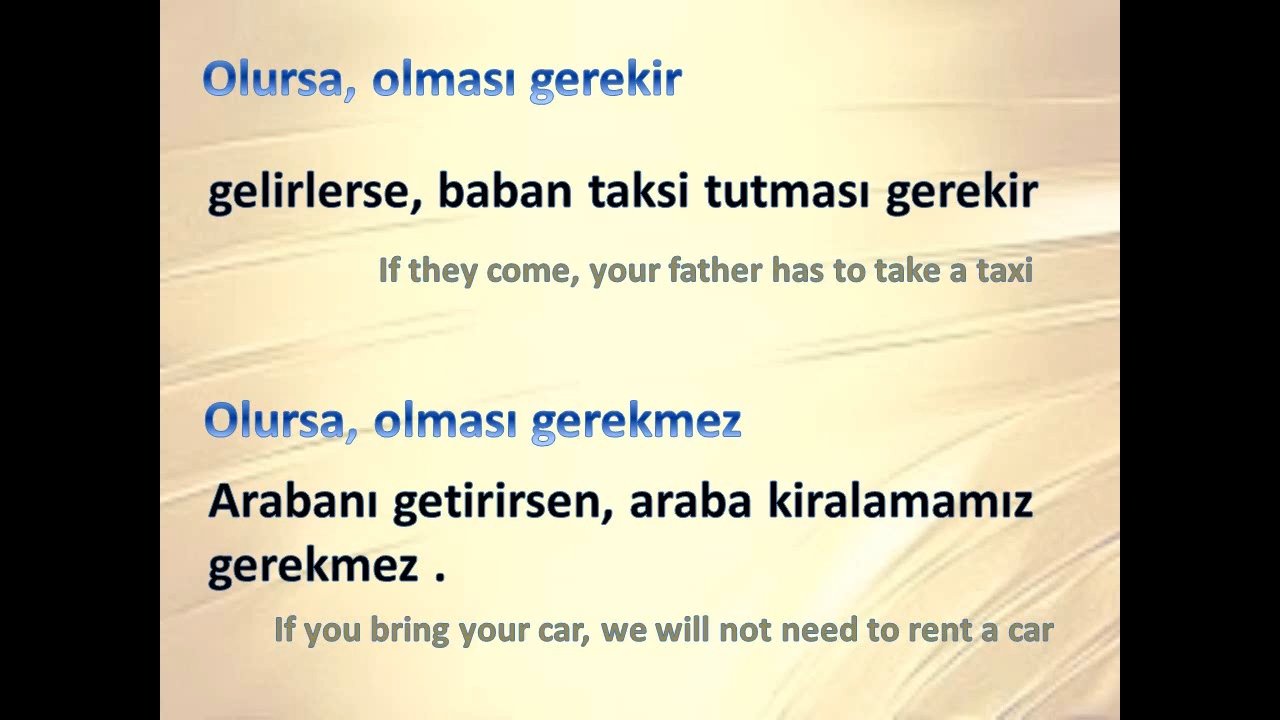 Olursa, olması gerekir
gelirlerse, baban taksi tutması gerekir
If they come, your father has to take a taxi
Olursa, olması gerekmez
Arabanı getirirsen, araba kiralamamız
gerekmez .
If you bring your car, we will not need to rent a car